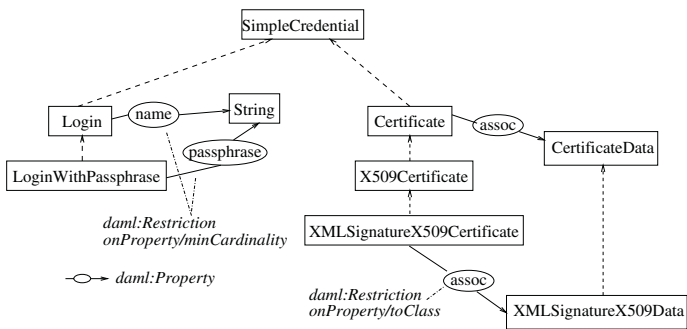 SimpleCredential
Login
name
String
Certificate
assoc
CertificateData
passphrase
LoginWithPassphrase
X509Certificate
daml:Restriction
onProperty/minCardinality
XMLSignatureX509Certificate
daml:Property
assoc
daml:Restriction
onProperty/toClass
XMLSignatureX509Data